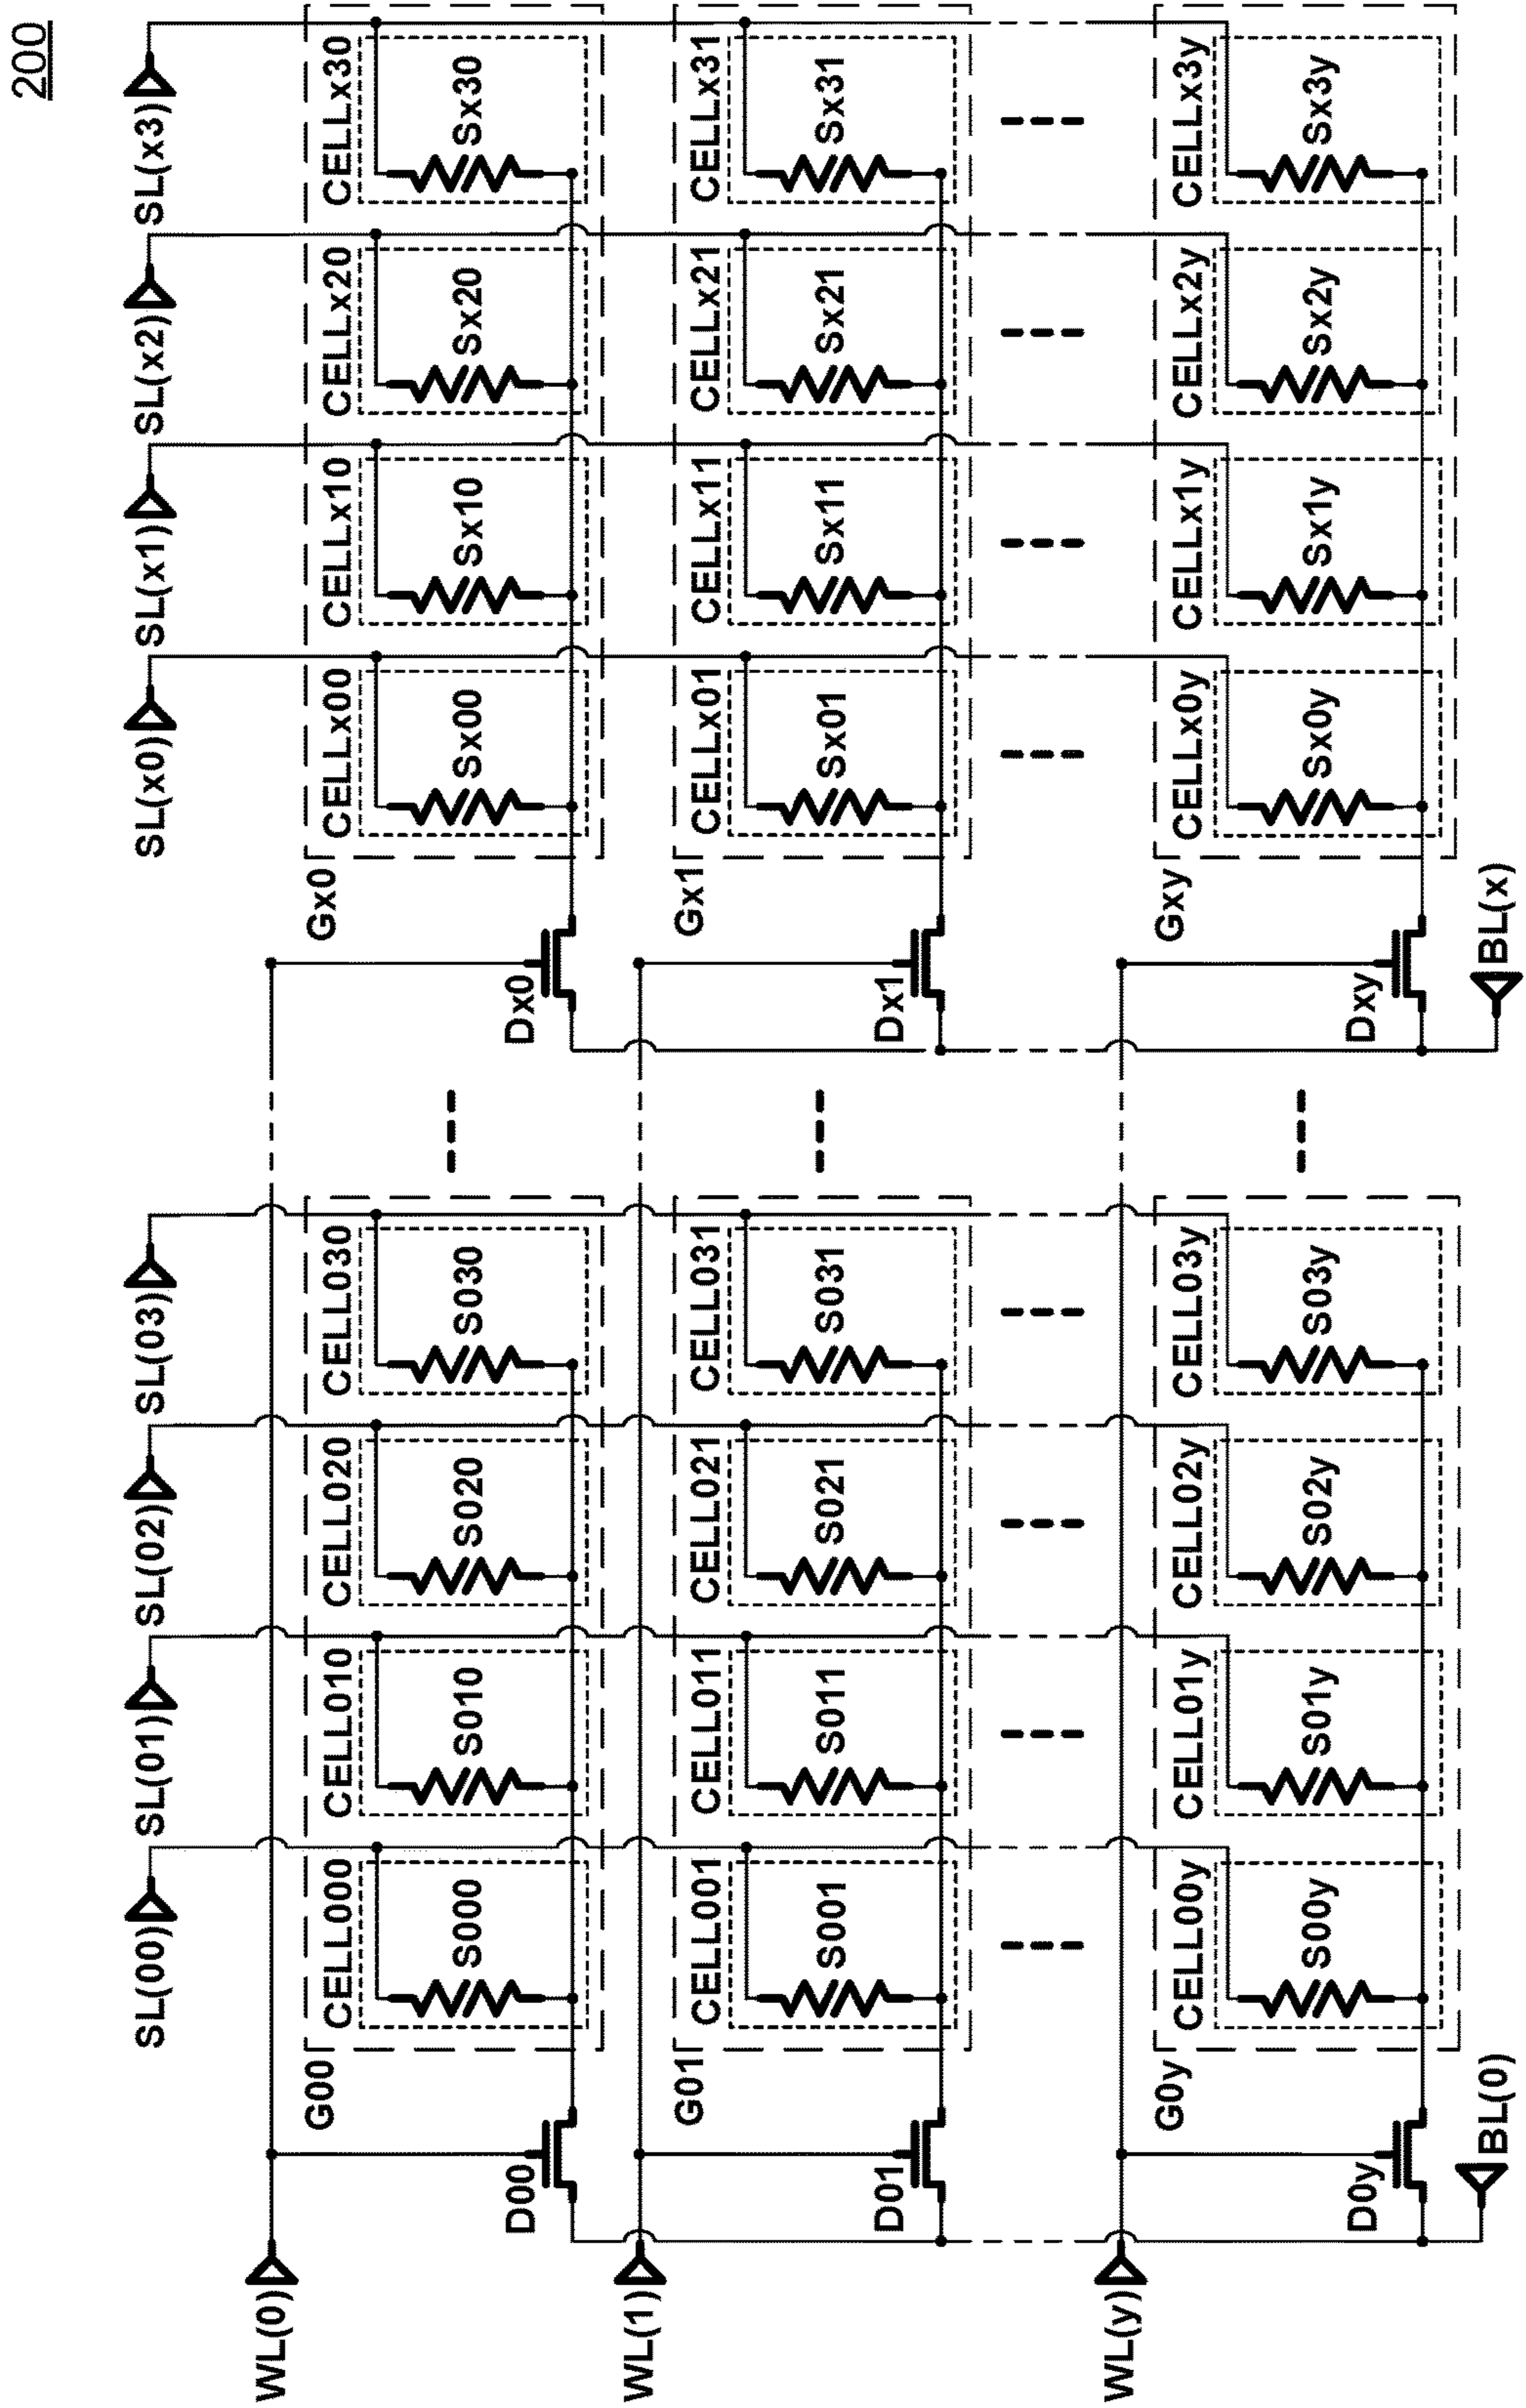 200
SL(00) SL(01) SL(02) SL(03) SL(x0) SL(x1) SL(x2) SL(x3)
WL(0)
G00 CELL000 CELL010 CELL020 CELL030 Gx0 CELLx00 CELLx10 CELLx20 CELLx30
S000 S010 S020 S030 Sx00 Sx10 Sx20 Sx30
D00 Dx0
WL(1)
G01 CELL001 CELL011 CELL021 CELL031 Gx1 CELLx01 CELLx11 CELLx21 CELLx31
S001 S011 S021 S031 Sx01 Sx11 Sx21 Sx31
D01 Dx1
WL(y)
G0y CELL00y CELL01y CELL02y CELL03y Gxy CELLx0y CELLx1y CELLx2y CELLx3y
S00y S01y S02y S03y Sx0y Sx1y Sx2y Sx3y
D0y Dxy
BL(0) BL(x)